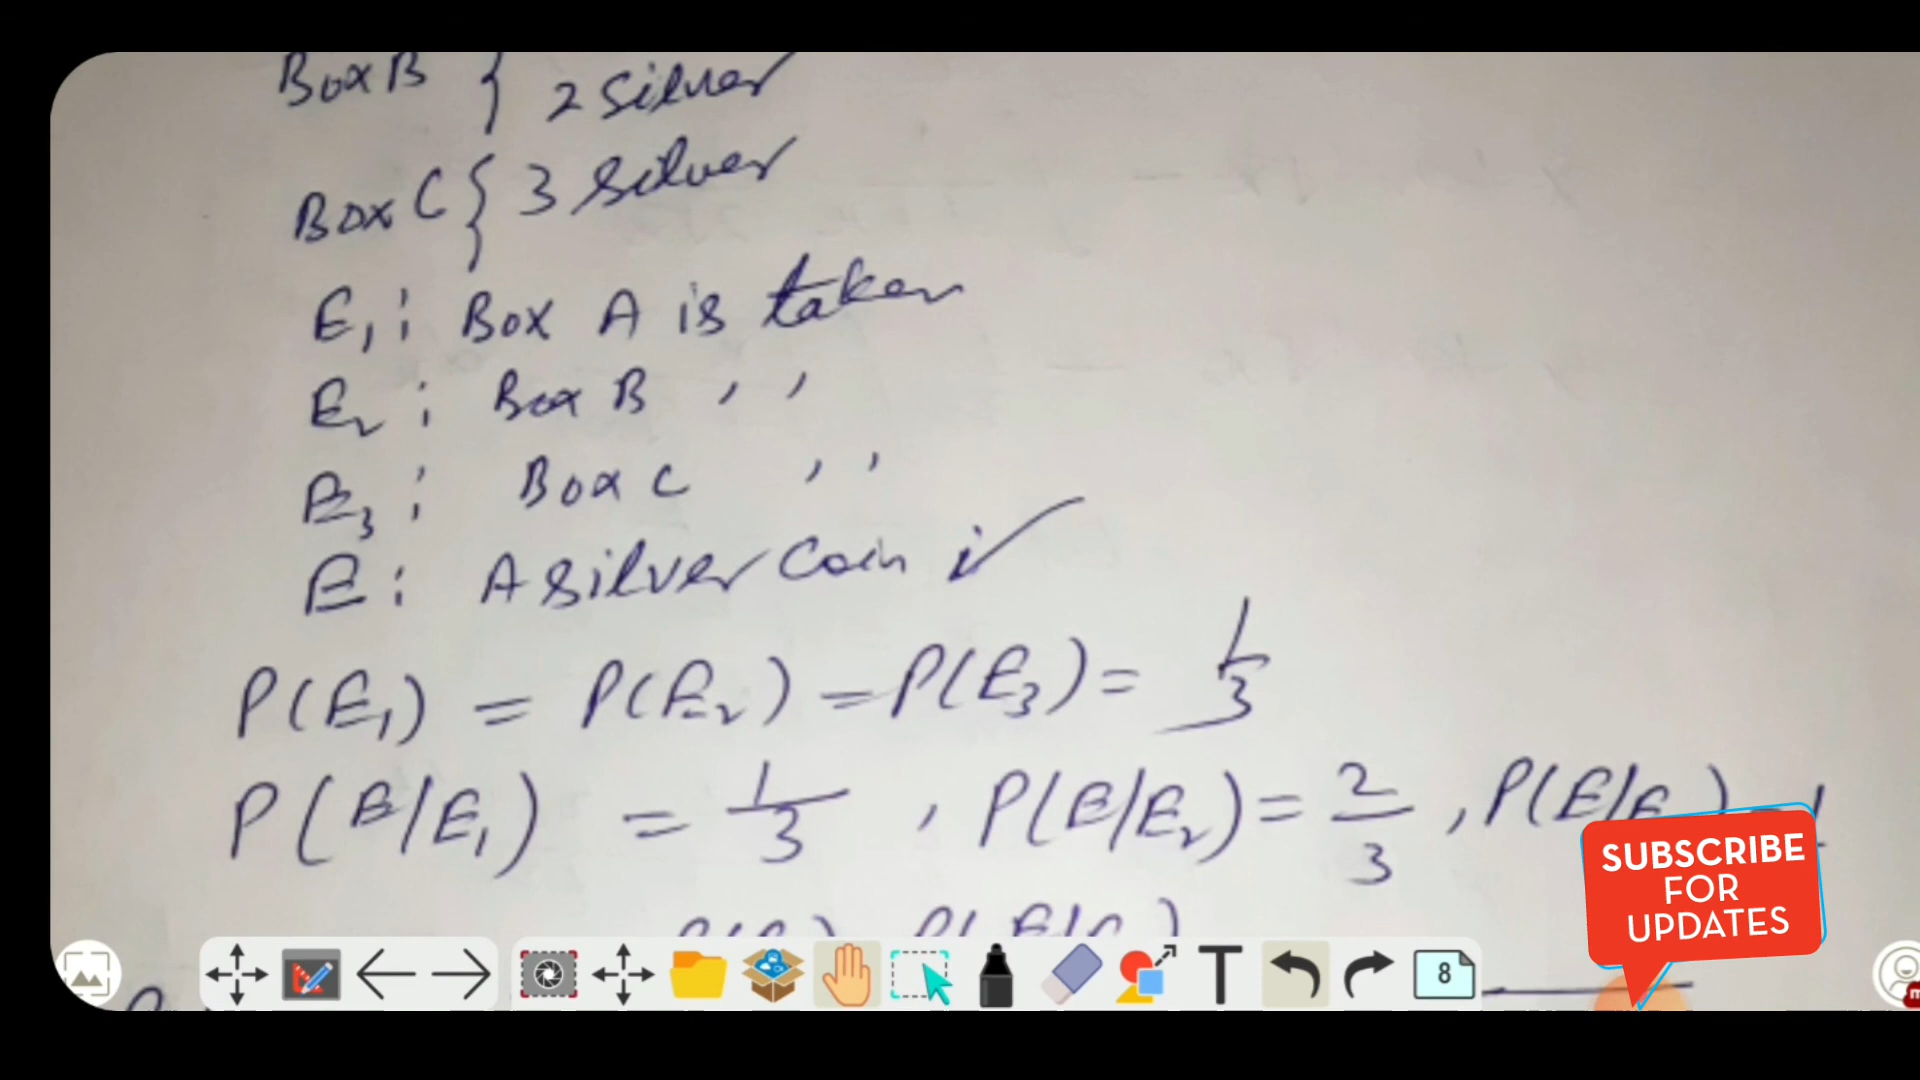 Box B { 2 Silver
Box C { 3 Silver
E₁ : Box A is taken
E₂ : Box B , ,
E₃ : Box C , ,
E : A Silver Coin is
P(E₁) = P(E₂) = P(E₃) = 1/3
P(E/E₁) = 1/3 , P(E/E₂) = 2/3 , P(E/E
SUBSCRIBE
FOR
UPDATES
T
8